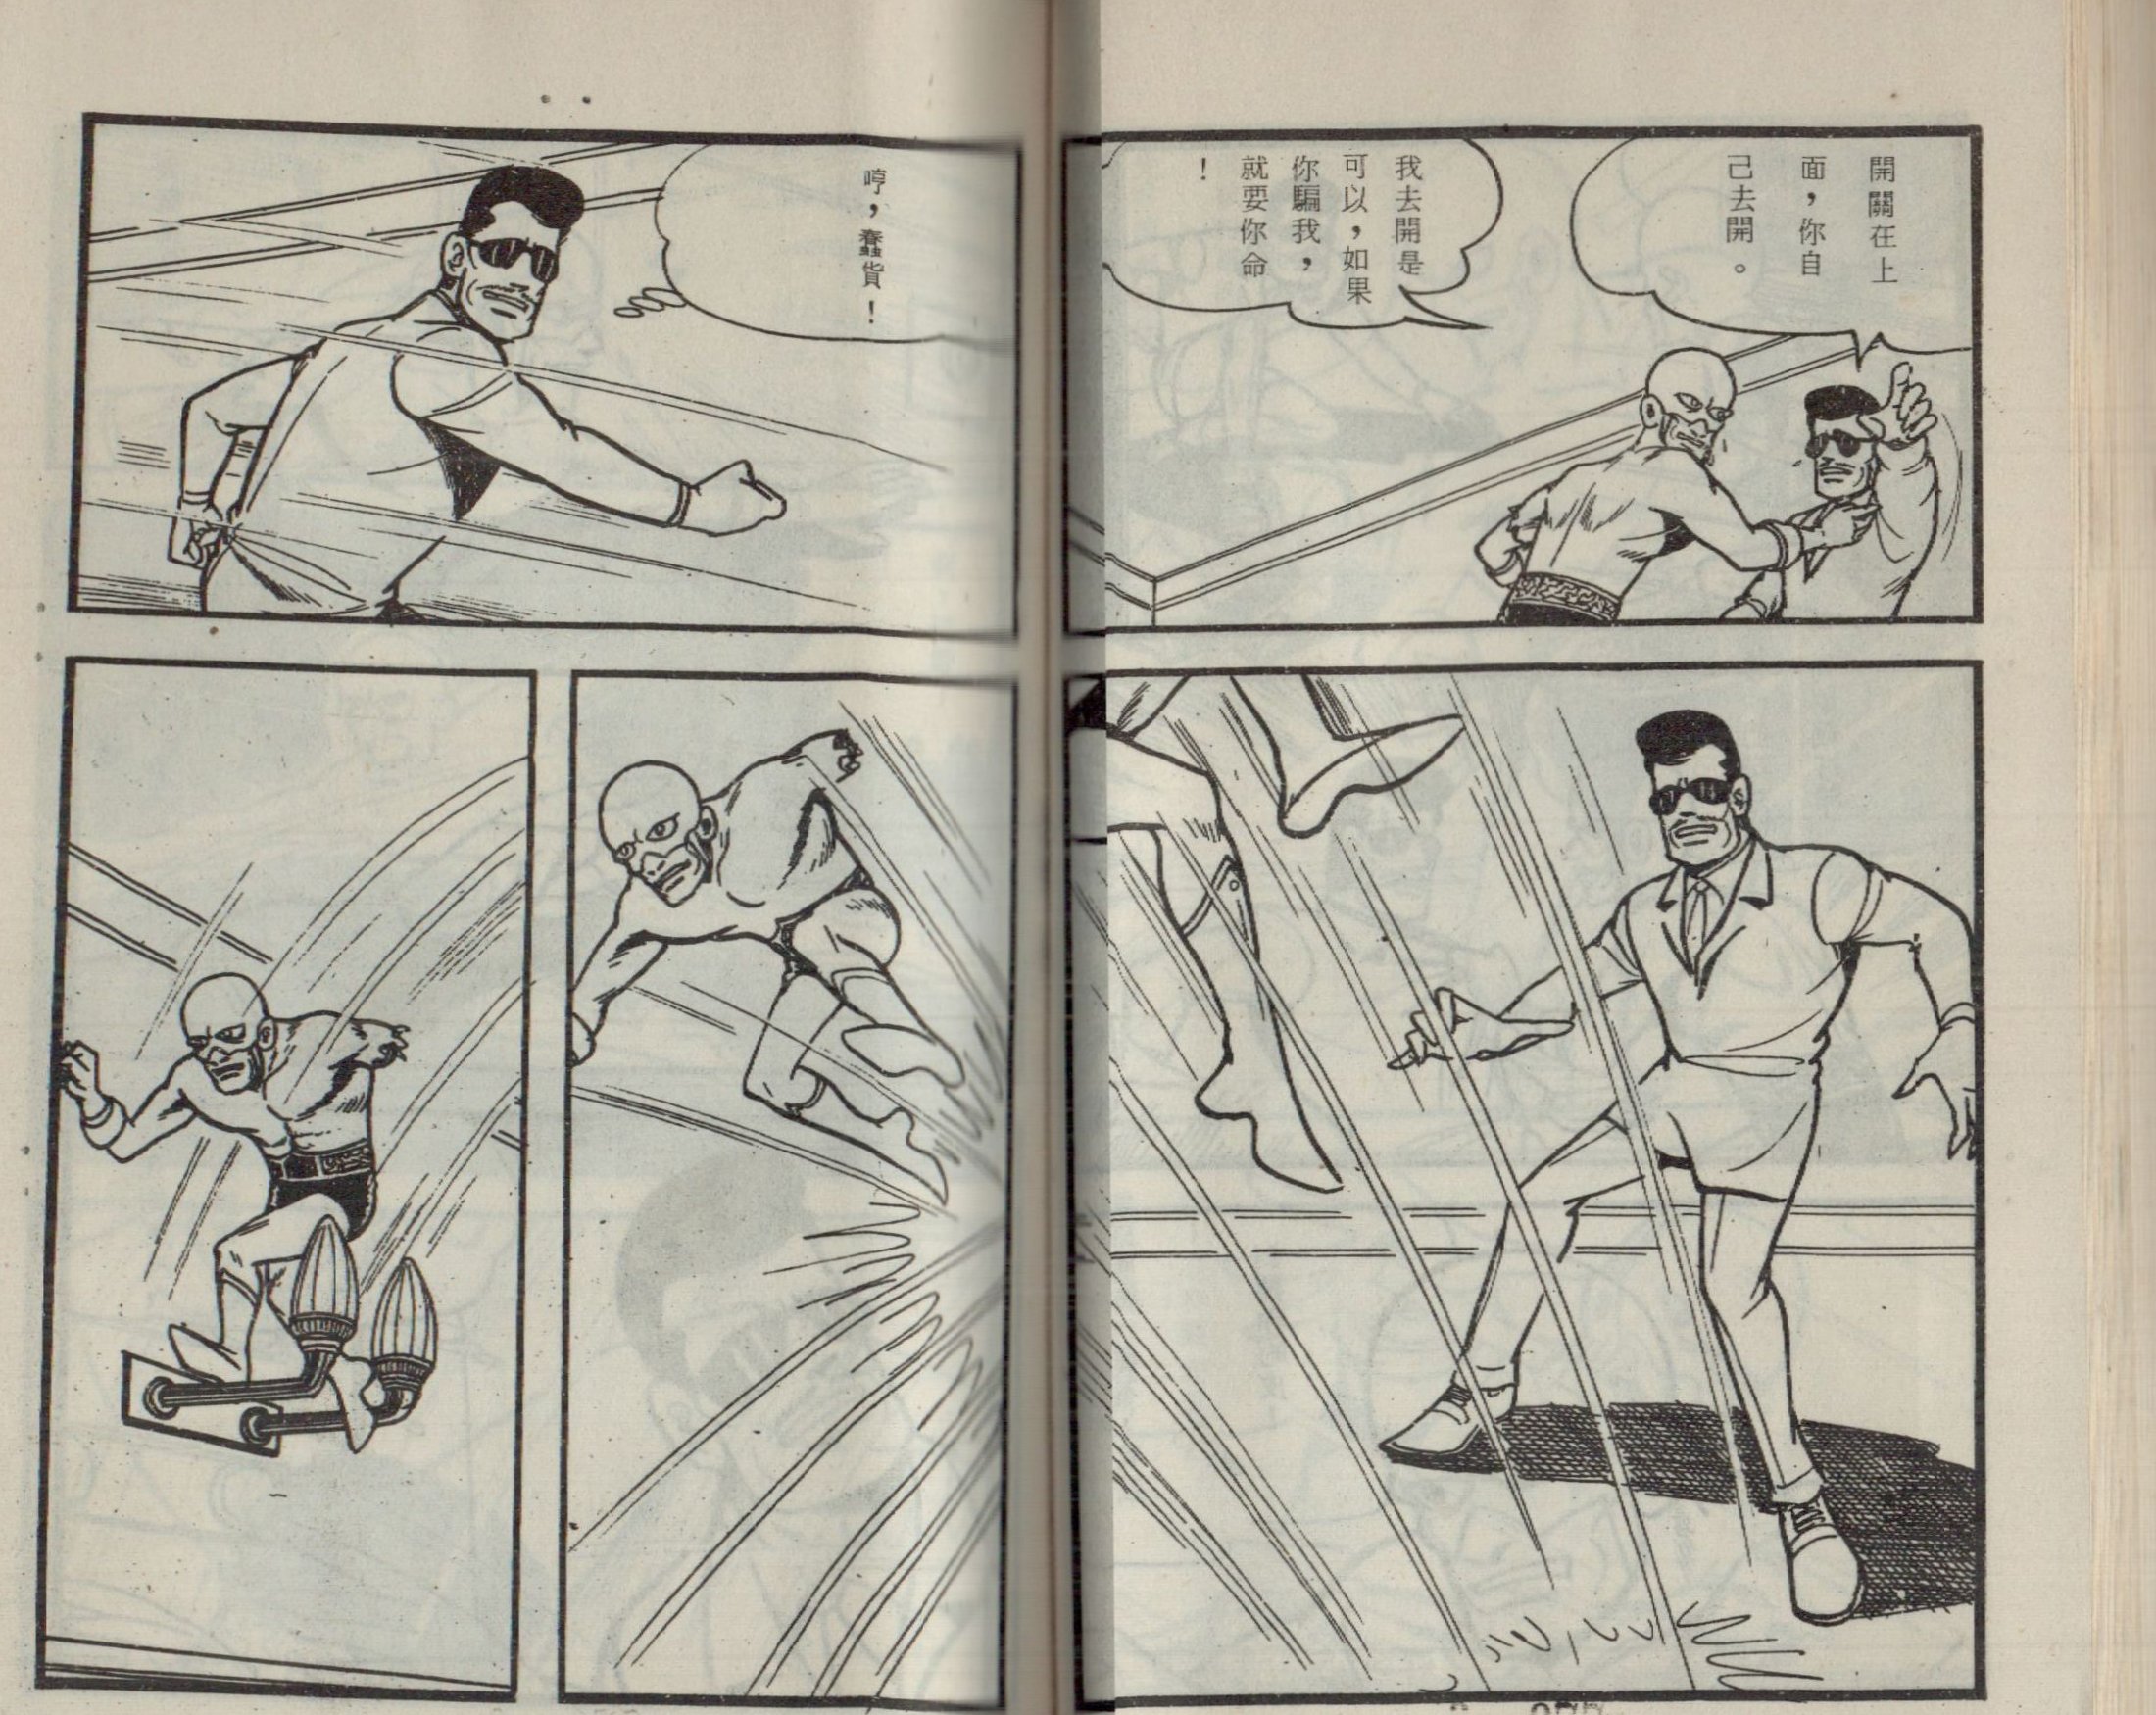 開關在上
面，你自
己去開。
我去開是
可以，如果
你騙我，
就要你命
！
哼，蠢貨！